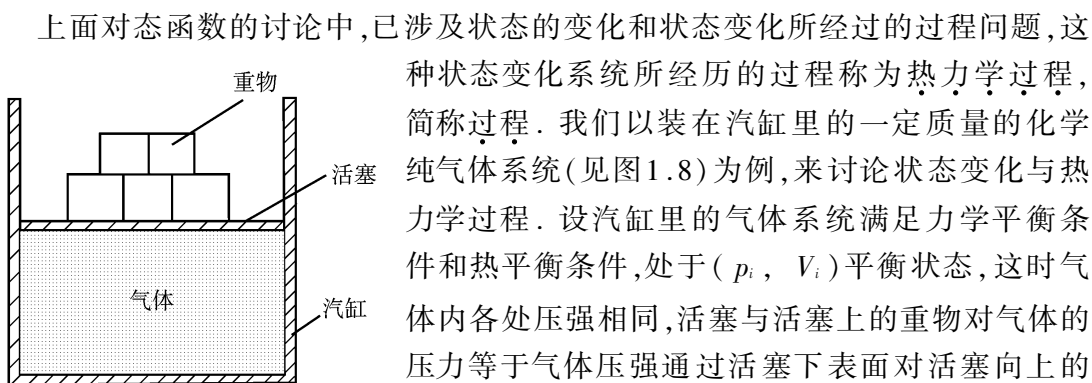 上面对态函数的讨论中,已涉及状态的变化和状态变化所经过的过程问题,这
种状态变化系统所经历的过程称为热力学过程,
简称过程. 我们以装在汽缸里的一定质量的化学
纯气体系统(见图1.8)为例,来讨论状态变化与热
力学过程. 设汽缸里的气体系统满足力学平衡条
件和热平衡条件,处于( pᵢ, Vᵢ)平衡状态,这时气
体内各处压强相同,活塞与活塞上的重物对气体的
压力等于气体压强通过活塞下表面对活塞向上的
重物
活塞
气体
汽缸